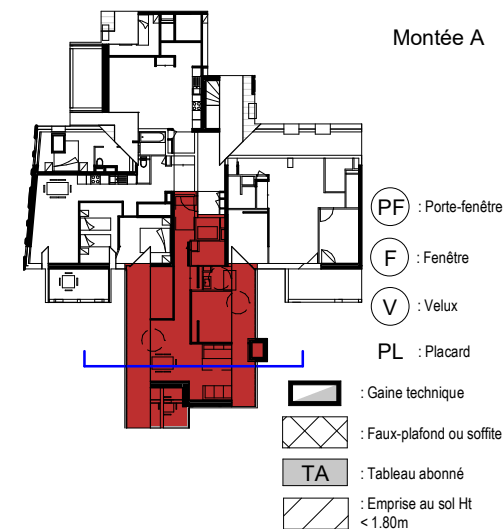 Montée A
PF : Porte-fenêtre
F : Fenêtre
V : Velux
PL : Placard
: Gaine technique
: Faux-plafond ou soffite
TA : Tableau abonné
: Emprise au sol Ht
< 1.80m